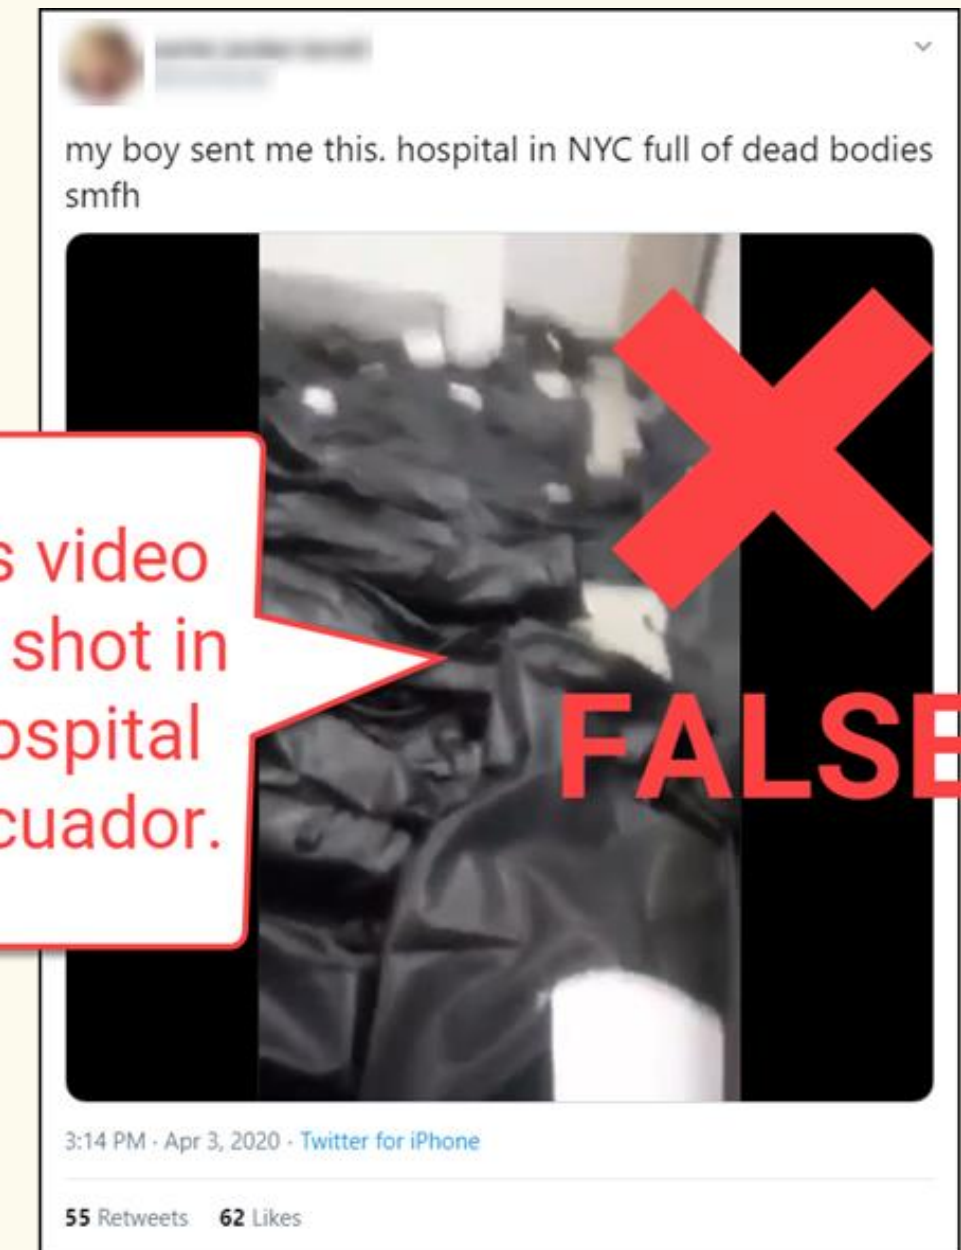 my boy sent me this. hospital in NYC full of dead bodies
smfh
s video
shot in
ospital
cuador.
FALSE
3:14 PM · Apr 3, 2020 · Twitter for iPhone
55 Retweets 62 Likes